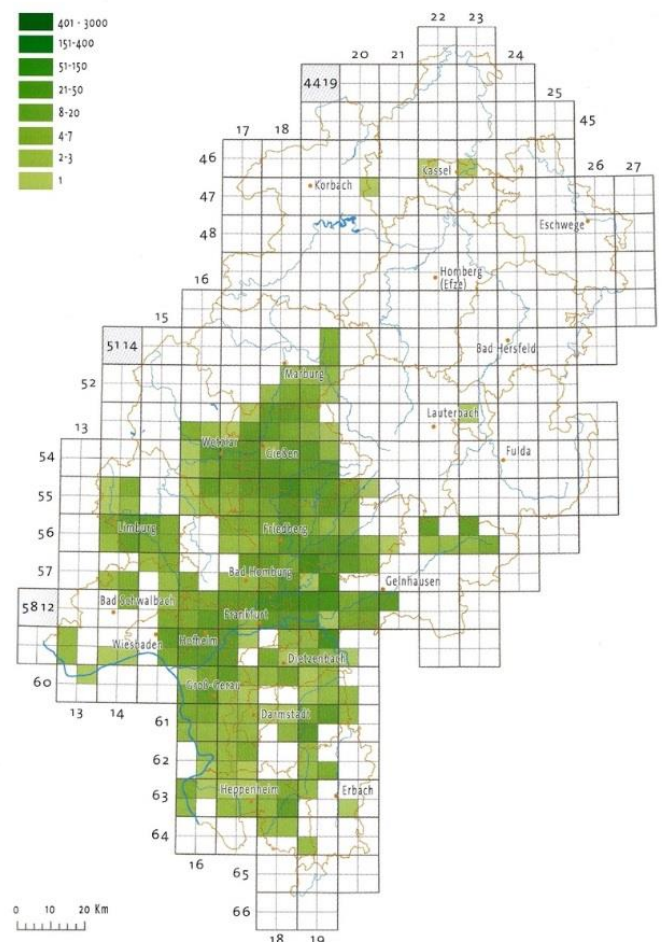 401 - 3000
151-400
51-150
21-50
8-20
4-7
2-3
1
22 23
20 21 24
4419
25
45
17 18
46 Kassel 26 27
47 Korbach
Eschwege
48
Homberg
(Efze)
16
15
5114 Bad Hersfeld
Marburg
52
Lauterbach
13 Wetzlar
54 Gießen Fulda
55
Limburg Friedberg
56
57 Bad Homburg
Gelnhausen
5812 Bad Schwalbach Frankfurt
Wiesbaden Hofheim
Dietzenbach
60 Groß-Gerau
13 14 61 Darmstadt
62
63 Heppenheim Erbach
64
16
65
0 10 20 Km 66
18 19